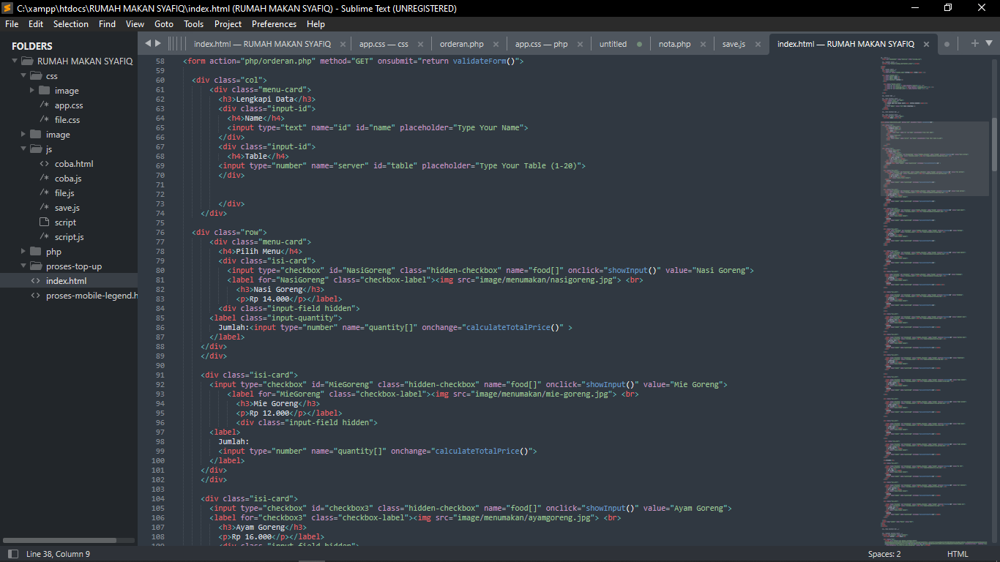 C:\xampp\htdocs\RUMAH MAKAN SYAFIQ\index.html (RUMAH MAKAN SYAFIQ) - Sublime Text (UNREGISTERED)
File Edit Selection Find View Goto Tools Project Preferences Help
FOLDERS
RUMAH MAKAN SYAFIQ
css
image
app.css
file.css
image
js
coba.html
coba.js
file.js
save.js
script
script.js
php
proses-top-up
index.html
proses-mobile-legend.h
index.html — RUMAH MAKAN SYAFIQ
app.css — css
orderan.php
app.css — php
untitled
nota.php
save.js
index.html — RUMAH MAKAN SYAFIQ
58 <form action="php/orderan.php" method="GET" onsubmit="return validateForm()">
59
60 <div class="col">
61 <div class="menu-card">
62 <h3>Lengkapi Data</h3>
63 <div class="input-id">
64 <h4>Name</h4>
65 <input type="text" name="id" id="name" placeholder="Type Your Name">
66 </div>
67 <div class="input-id">
68 <h4>Table</h4>
69 <input type="number" name="server" id="table" placeholder="Type Your Table (1-20)">
70 </div>
71
72
73 </div>
74 </div>
75
76 <div class="row">
77 <div class="menu-card">
78 <h4>Pilih Menu</h4>
79 <div class="isi-card">
80 <input type="checkbox" id="NasiGoreng" class="hidden-checkbox" name="food[]" onclick="showInput()" value="Nasi Goreng">
81 <label for="NasiGoreng" class="checkbox-label"><img src="image/menumakan/nasigoreng.jpg"> <br>
82 <h3>Nasi Goreng</h3>
83 <p>Rp 14.000</p></label>
84 <div class="input-field hidden">
85 <label class="input-quantity">
86 Jumlah:<input type="number" name="quantity[]" onchange="calculateTotalPrice()" >
87 </label>
88 </div>
89 </div>
90
91 <div class="isi-card">
92 <input type="checkbox" id="MieGoreng" class="hidden-checkbox" name="food[]" onclick="showInput()" value="Mie Goreng">
93 <label for="MieGoreng" class="checkbox-label"><img src="image/menumakan/mie-goreng.jpg"> <br>
94 <h3>Mie Goreng</h3>
95 <p>Rp 12.000</p></label>
96 <div class="input-field hidden">
97 <label>
98 Jumlah:
99 <input type="number" name="quantity[]" onchange="calculateTotalPrice()">
100 </label>
101 </div>
102 </div>
103
104 <div class="isi-card">
105 <input type="checkbox" id="checkbox3" class="hidden-checkbox" name="food[]" onclick="showInput()" value="Ayam Goreng">
106 <label for="checkbox3" class="checkbox-label"><img src="image/menumakan/ayamgoreng.jpg"> <br>
107 <h3>Ayam Goreng</h3>
108 <p>Rp 16.000</p></label>
109 <div class="input-field hidden">
Line 38, Column 9
Spaces: 2
HTML